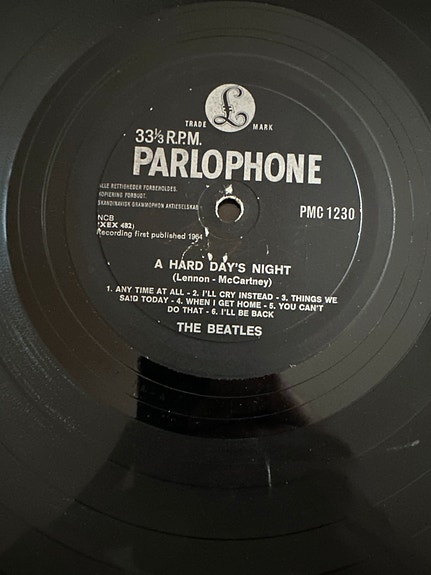 £
TRADE MARK
33⅓ R.P.M.
PARLOPHONE
ALLE RETTIGHEDER FORBEHOLDES.
KOPIERING FORBUDT.
SKANDINAVISK GRAMMOPHON AKTIESELSKAB
PMC 1230
NCB
(XEX 482)
Recording first published 1964
A HARD DAY'S NIGHT
(Lennon - McCartney)
1. ANY TIME AT ALL - 2. I'LL CRY INSTEAD - 3. THINGS WE
SAID TODAY - 4. WHEN I GET HOME - 5. YOU CAN'T
DO THAT - 6. I'LL BE BACK
THE BEATLES